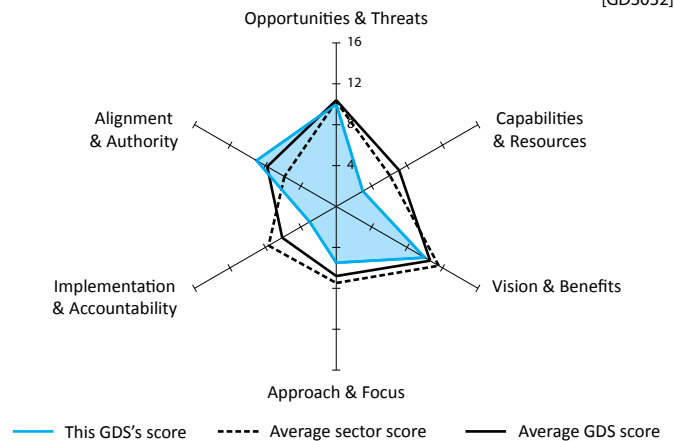 Opportunities & Threats
16
12
8
4
Capabilities
& Resources
Vision & Benefits
Approach & Focus
Implementation
& Accountability
Alignment
& Authority
This GDS's score
Average sector score
Average GDS score